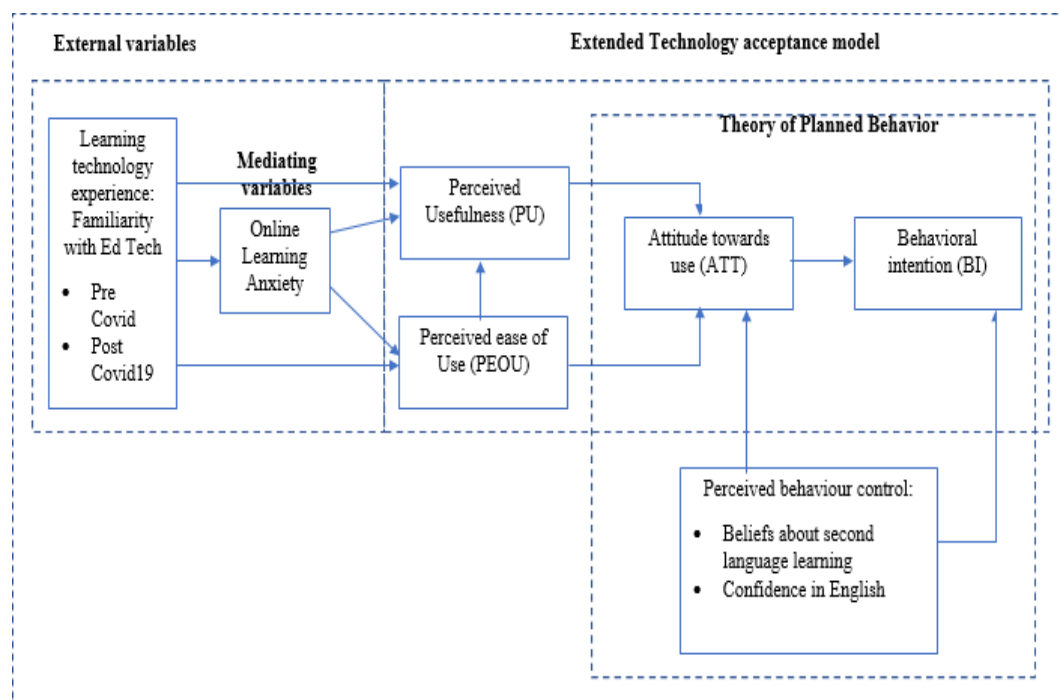 External variables
Extended Technology acceptance model
Theory of Planned Behavior
Learning
technology
experience:
Familiarity
with Ed Tech
• Pre
Covid
• Post
Covid19
Mediating
variables
Online
Learning
Anxiety
Perceived
Usefulness (PU)
Perceived ease of
Use (PEOU)
Attitude towards
use (ATT)
Behavioral
intention (BI)
Perceived behaviour control:
• Beliefs about second
language learning
• Confidence in English